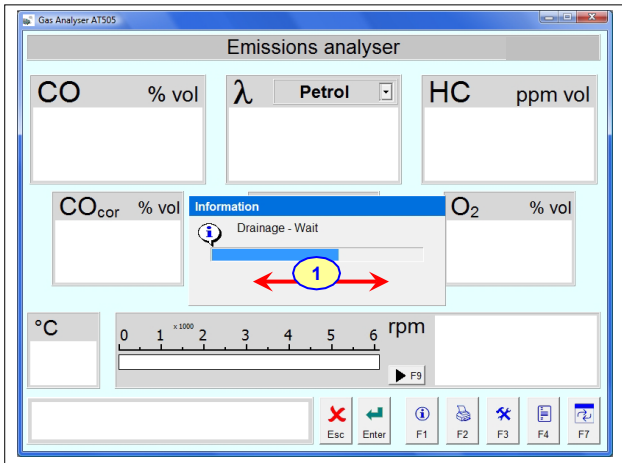 Gas Analyser AT505
Emissions analyser
CO % vol
λ Petrol
HC ppm vol
COcor % vol
Information
Drainage - Wait
1
O2 % vol
°C
0 1 x 1000 2 3 4 5 6 rpm
F9
Esc Enter F1 F2 F3 F4 F7